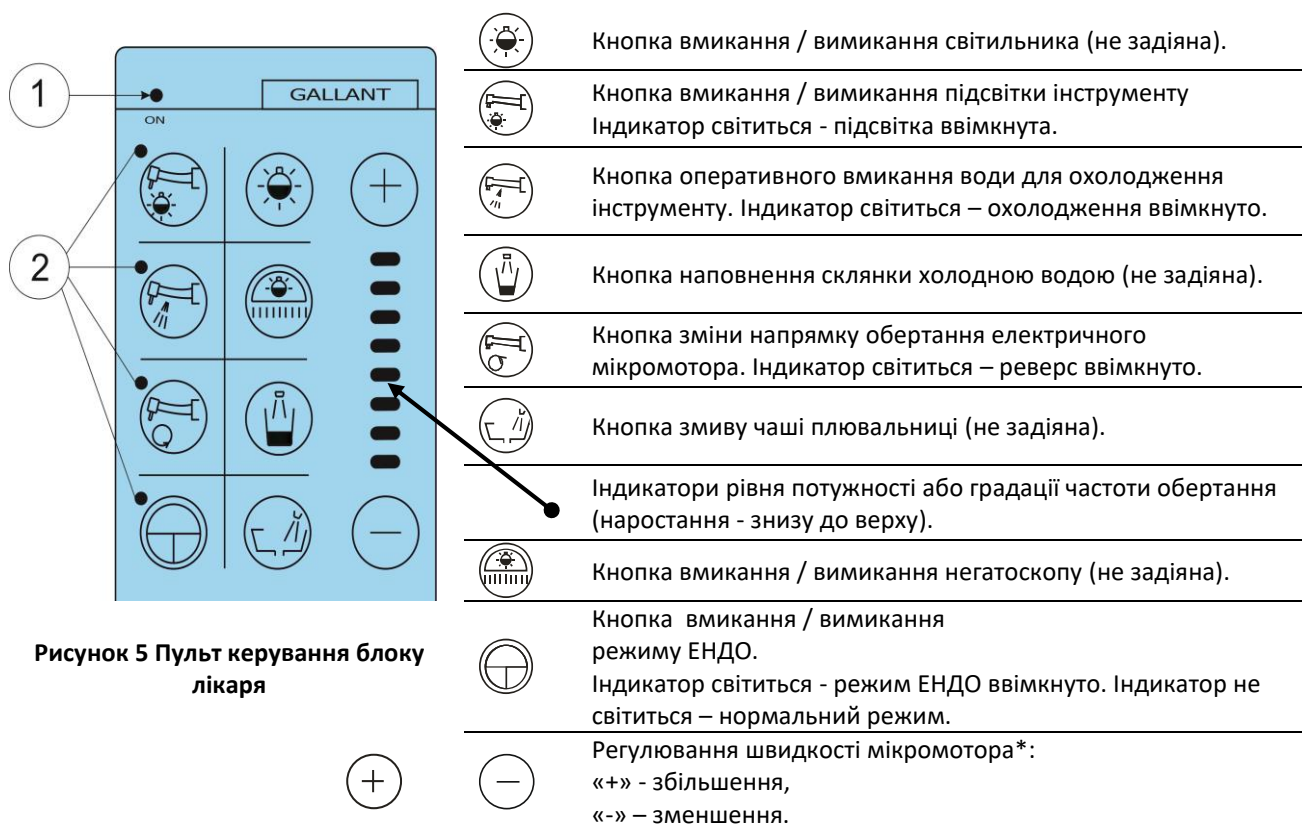 1
GALLANT
ON
2
Рисунок 5 Пульт керування блоку
лікаря
Кнопка вмикання / вимикання світильника (не задіяна).
Кнопка вмикання / вимикання підсвітки інструменту
Індикатор світиться - підсвітка ввімкнута.
Кнопка оперативного вмикання води для охолодження
інструменту. Індикатор світиться – охолодження ввімкнуто.
Кнопка наповнення склянки холодною водою (не задіяна).
Кнопка зміни напрямку обертання електричного
мікромотора. Індикатор світиться – реверс ввімкнуто.
Кнопка змиву чаші плювальниці (не задіяна).
Індикатори рівня потужності або градації частоти обертання
(наростання - знизу до верху).
Кнопка вмикання / вимикання негатоскопу (не задіяна).
Кнопка вмикання / вимикання
режиму ЕНДО.
Індикатор світиться - режим ЕНДО ввімкнуто. Індикатор не
світиться – нормальний режим.
Регулювання швидкості мікромотора*:
«+» - збільшення,
«-» – зменшення.